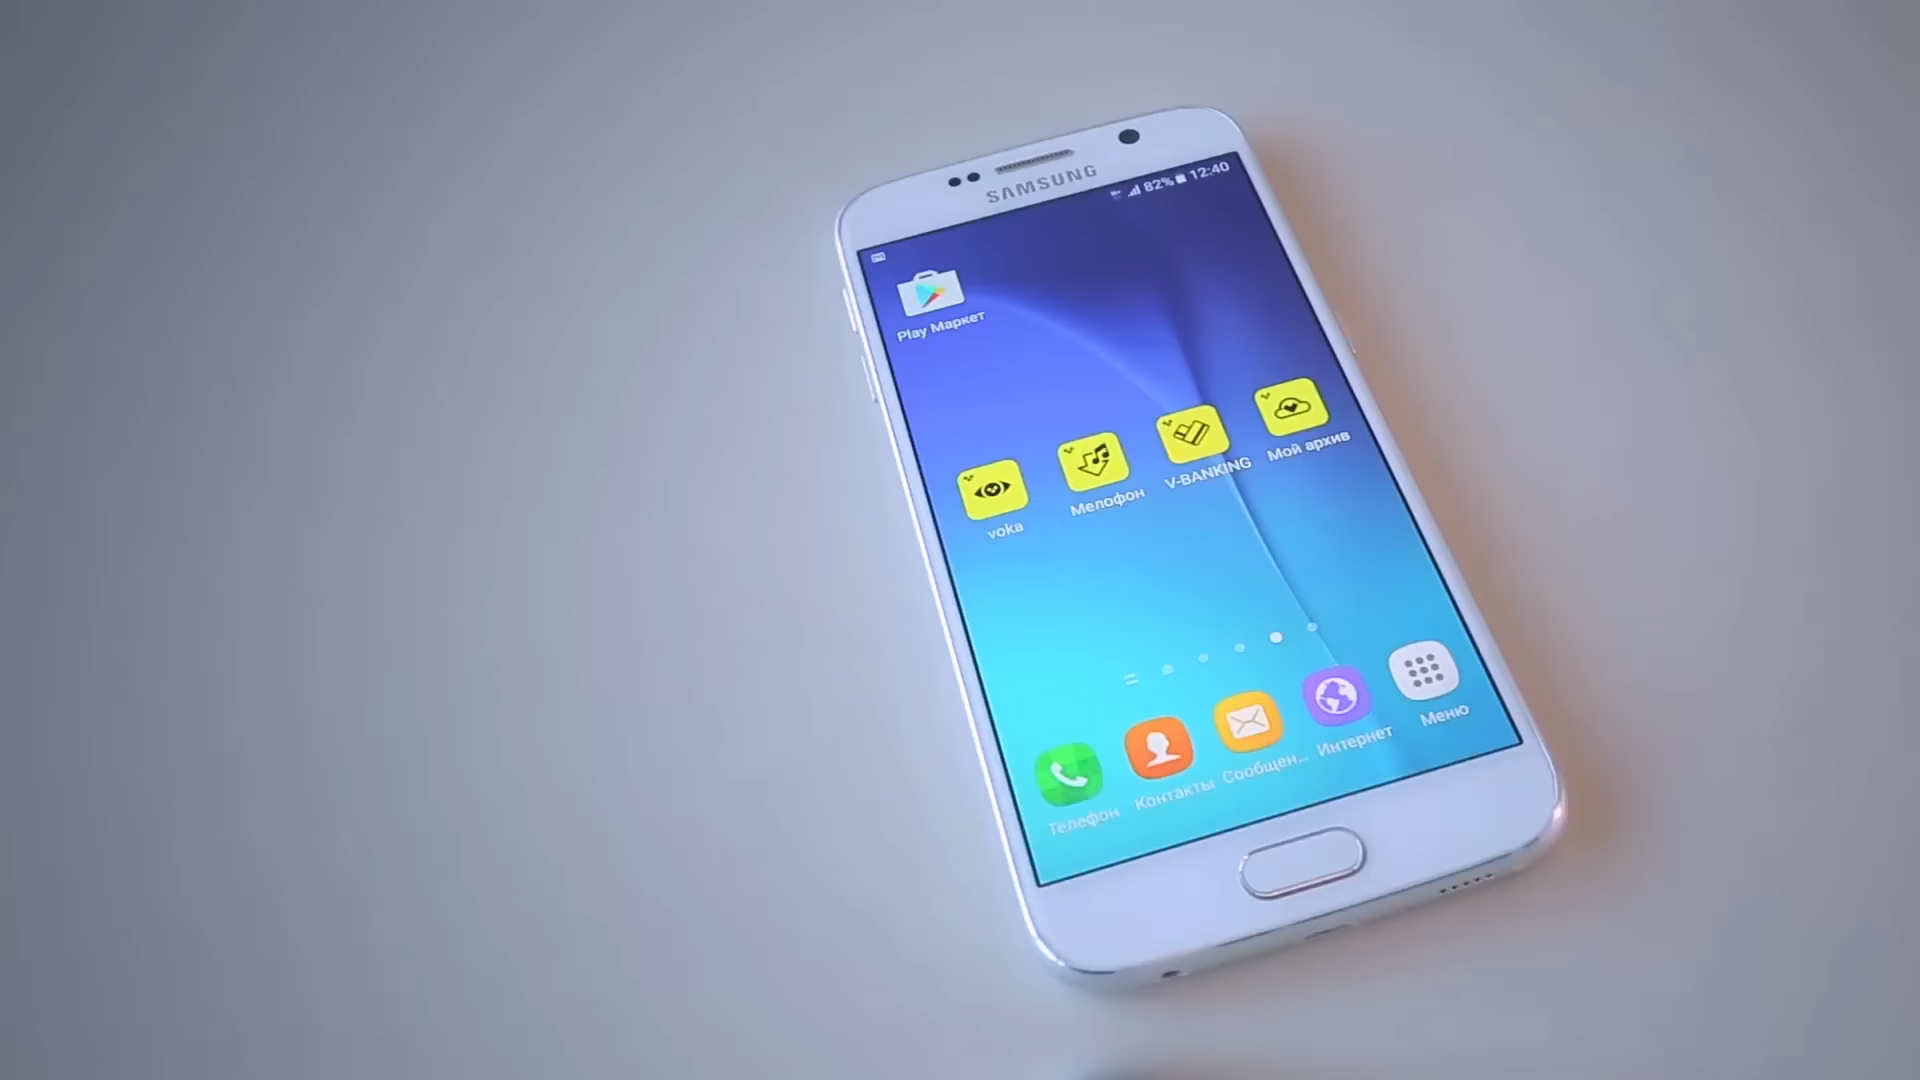 SAMSUNG
82% 12:40
Play Маркет
voka
Мелофон
V-BANKING
Мой архив
Телефон
Контакты
Сообщен...
Интернет
Меню